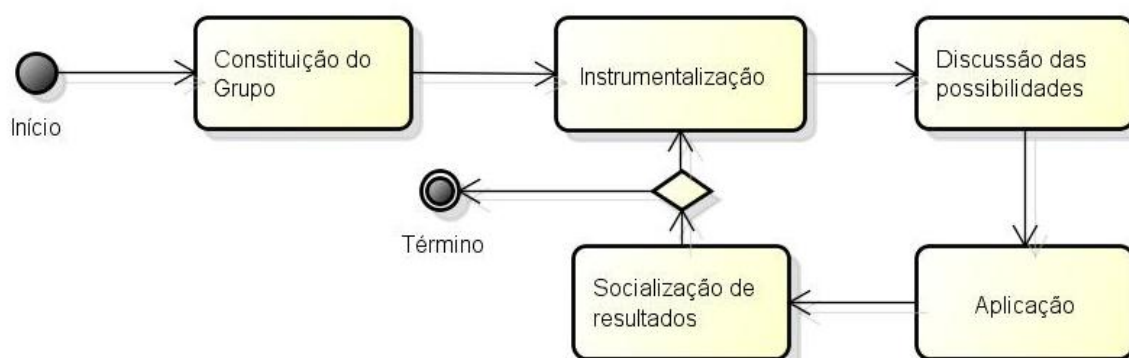 Início
Constituição do
Grupo
Instrumentalização
Discussão das
possibilidades
Aplicação
Socialização de
resultados
Término